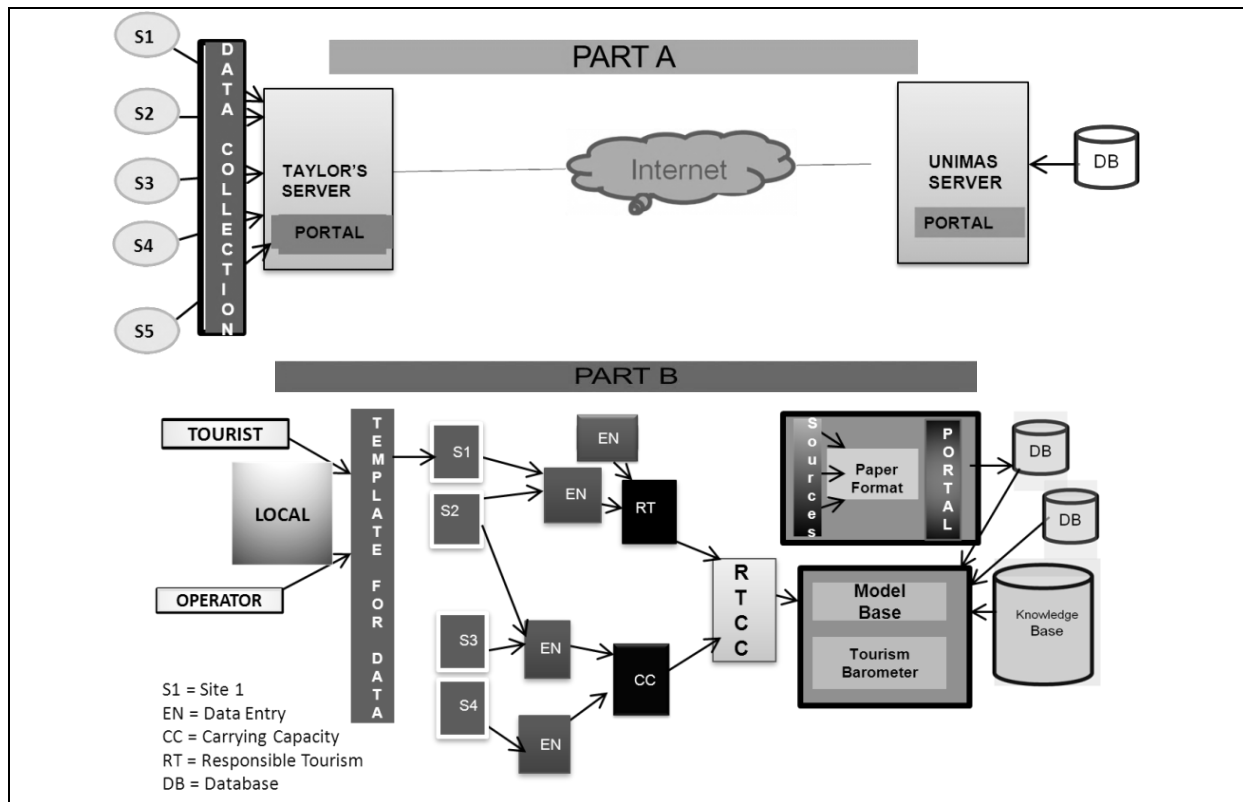 PART A
S1
S2
S3
S4
S5
DATA COLLECTION
TAYLOR'S
SERVER
PORTAL
Internet
UNIMAS
SERVER
PORTAL
DB
PART B
TOURIST
LOCAL
OPERATOR
TEMPLATE FOR DATA
S1
S2
S3
S4
EN
EN
EN
EN
RT
CC
RTCC
Sources
Paper
Format
PORTAL
DB
DB
Model
Base
Tourism
Barometer
Knowledge
Base
S1 = Site 1
EN = Data Entry
CC = Carrying Capacity
RT = Responsible Tourism
DB = Database